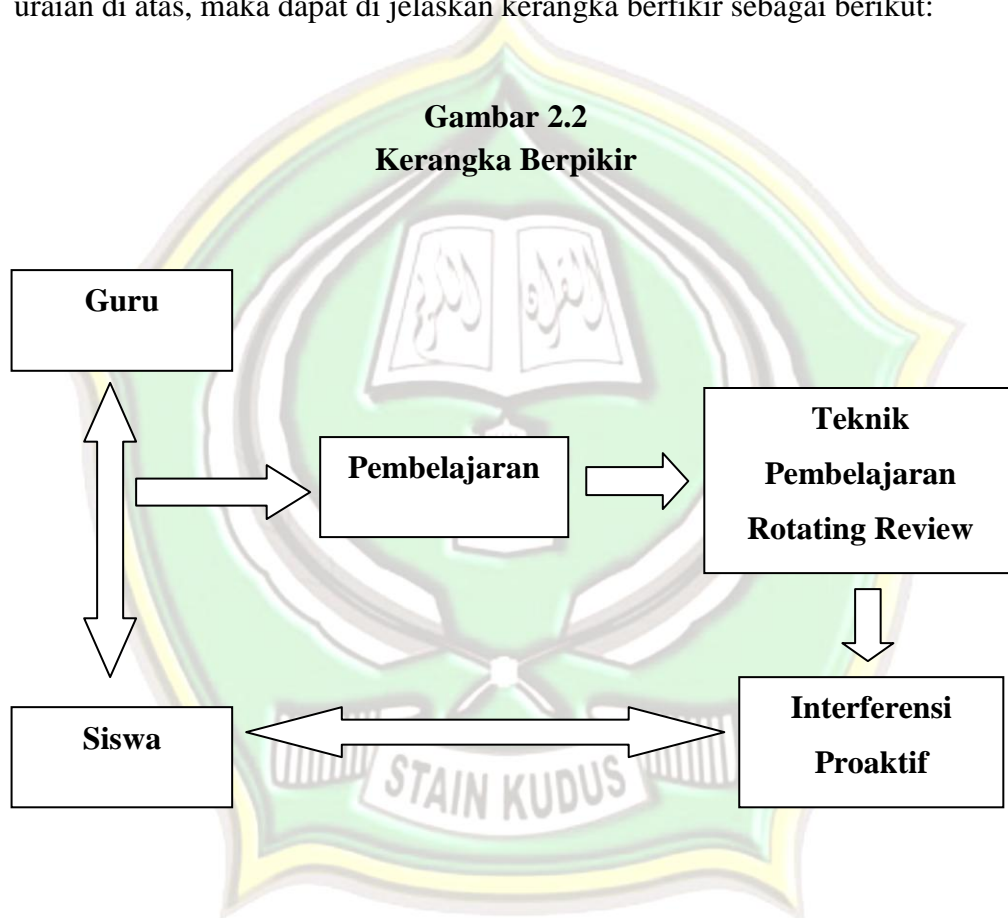 uraian di atas, maka dapat di jelaskan kerangka berfikir sebagai berikut:
Gambar 2.2
Kerangka Berpikir
Guru
Pembelajaran
Teknik
Pembelajaran
Rotating Review
Siswa
Interferensi
Proaktif
STAIN KUDUS